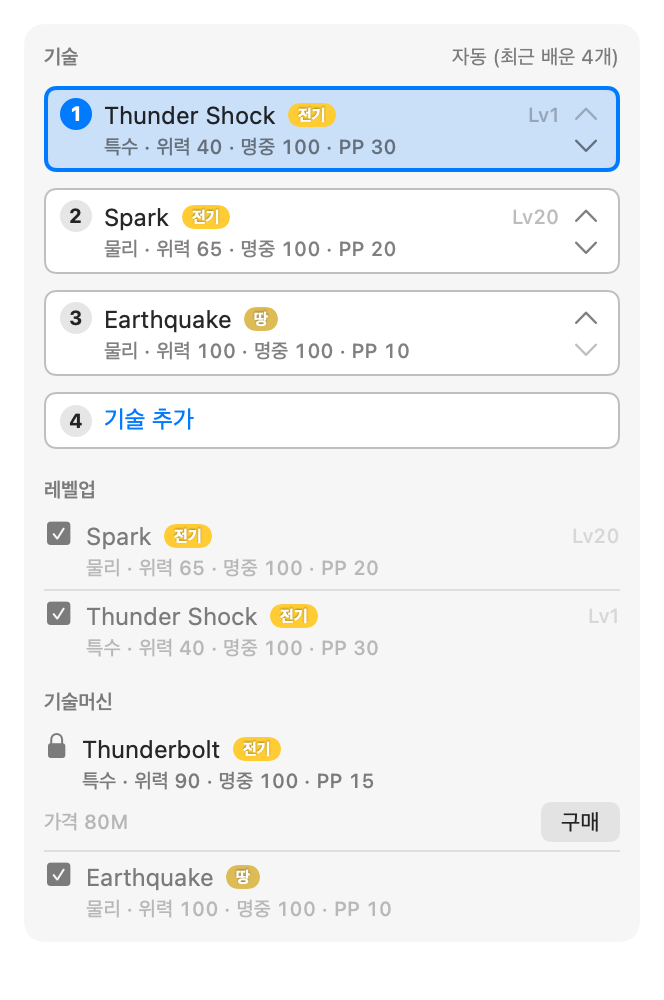 기술 자동 (최근 배운 4개)
1 Thunder Shock 전기 Lv1
특수 · 위력 40 · 명중 100 · PP 30
2 Spark 전기 Lv20
물리 · 위력 65 · 명중 100 · PP 20
3 Earthquake 땅
물리 · 위력 100 · 명중 100 · PP 10
4 기술 추가
레벨업
Spark 전기 Lv20
물리 · 위력 65 · 명중 100 · PP 20
Thunder Shock 전기 Lv1
특수 · 위력 40 · 명중 100 · PP 30
기술머신
Thunderbolt 전기
특수 · 위력 90 · 명중 100 · PP 15
가격 80M 구매
Earthquake 땅
물리 · 위력 100 · 명중 100 · PP 10